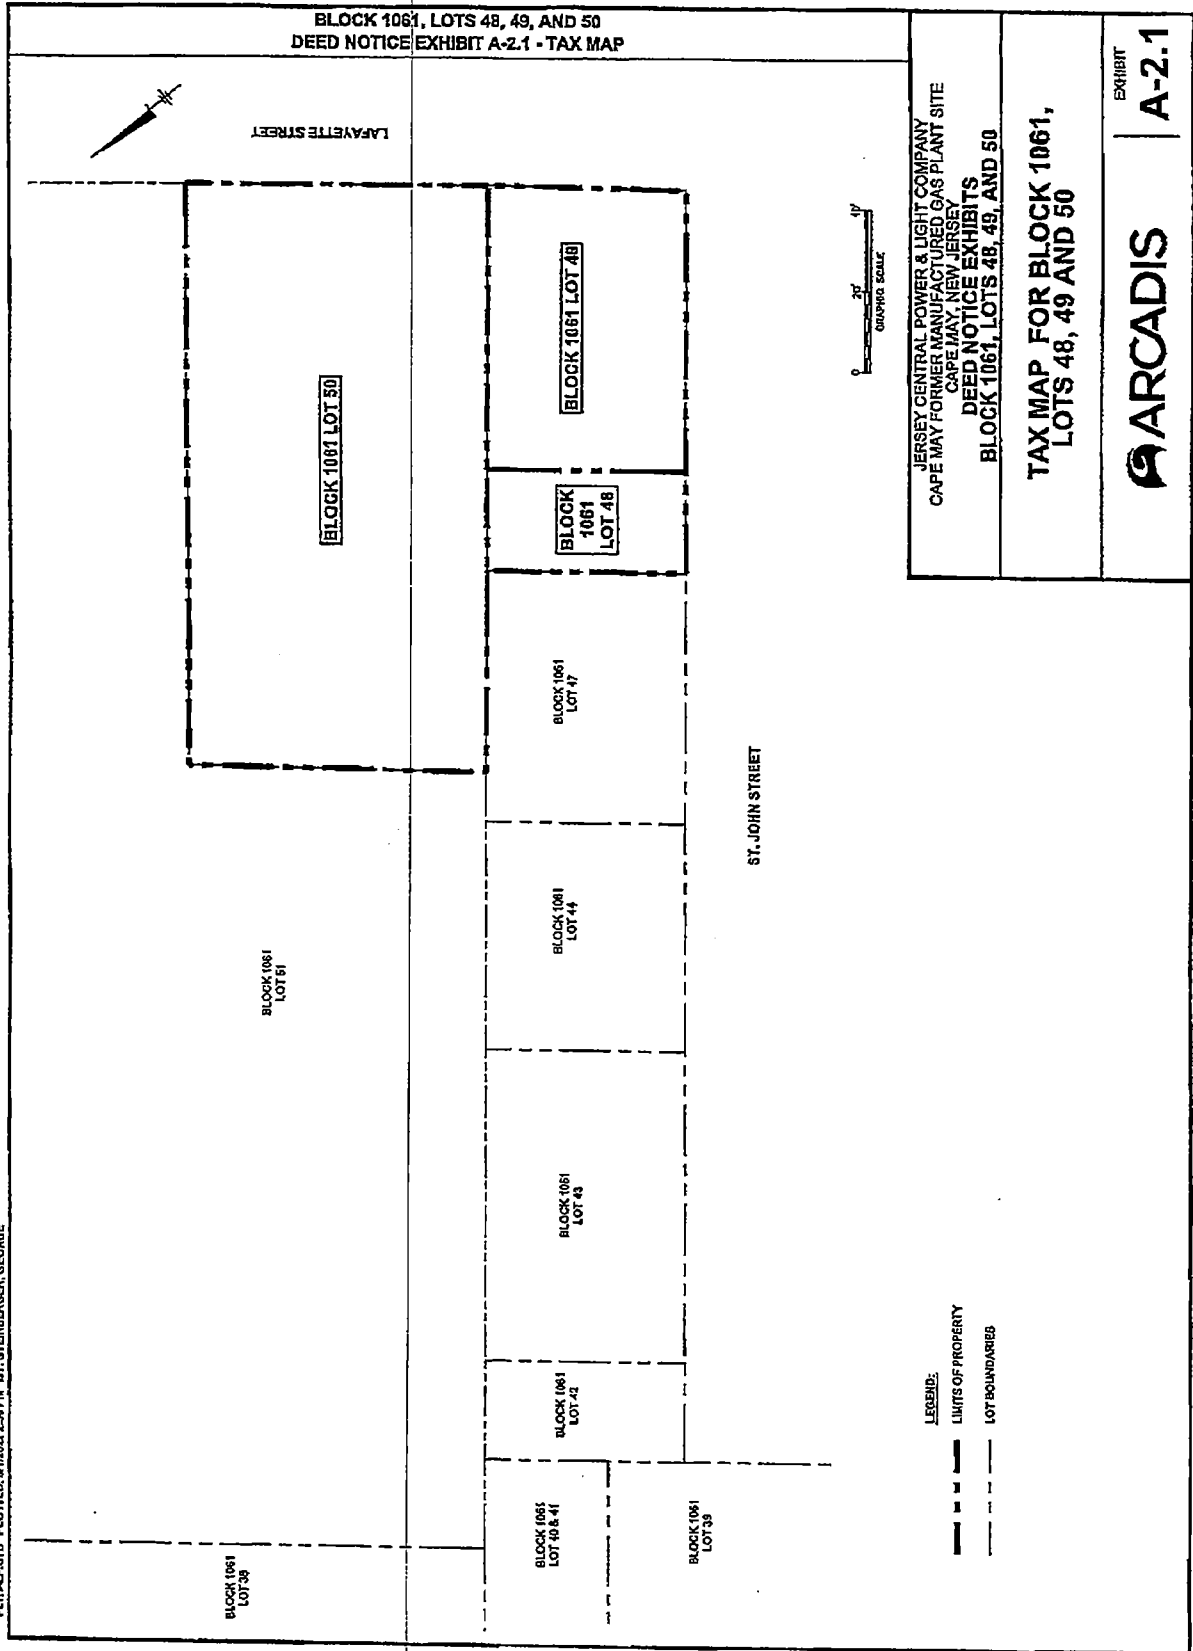 BLOCK 1061, LOTS 48, 49, AND 50
DEED NOTICE EXHIBIT A-2.1 - TAX MAP
LAFAYETTE STREET
BLOCK 1061 LOT 50
BLOCK 1061 LOT 49
BLOCK
1061
LOT 48
BLOCK 1061
LOT 47
BLOCK 1061
LOT 44
BLOCK 1061
LOT 43
BLOCK 1061
LOT 42
BLOCK 1061
LOT 40 & 41
BLOCK 1061
LOT 39
BLOCK 1061
LOT 38
BLOCK 1061
LOT 51
ST. JOHN STREET
0 20' 40'
GRAPHIC SCALE
LEGEND:
LIMITS OF PROPERTY
LOT BOUNDARIES
JERSEY CENTRAL POWER & LIGHT COMPANY
CAPE MAY FORMER MANUFACTURED GAS PLANT SITE
CAPE MAY, NEW JERSEY
DEED NOTICE EXHIBITS
BLOCK 1061, LOTS 48, 49, AND 50
TAX MAP FOR BLOCK 1061,
LOTS 48, 49 AND 50
ARCADIS
EXHIBIT
A-2.1